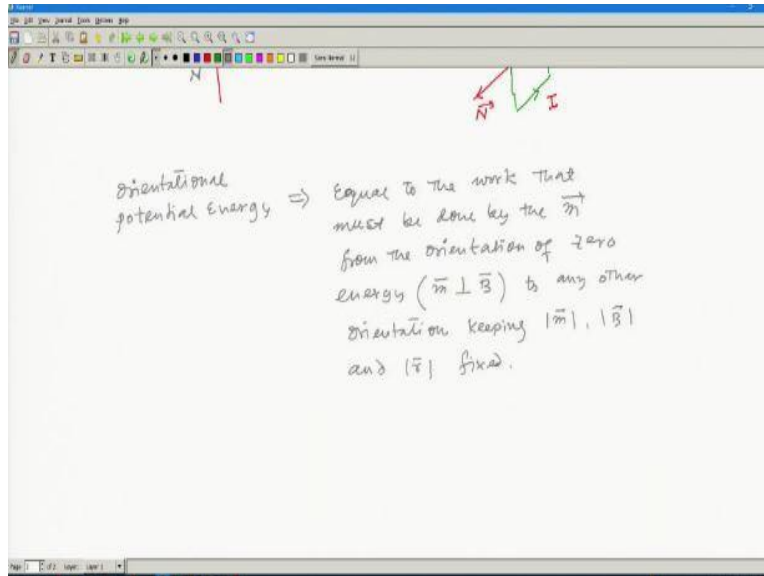 N
N⃗
I
Orientational
potential Energy ⇒
Equal to the work that
must be done by the m⃗
from the orientation of zero
energy (m̄ ⊥ B̄) to any other
orientation keeping |m̄|, |B̄|
and |r̄| fixed.